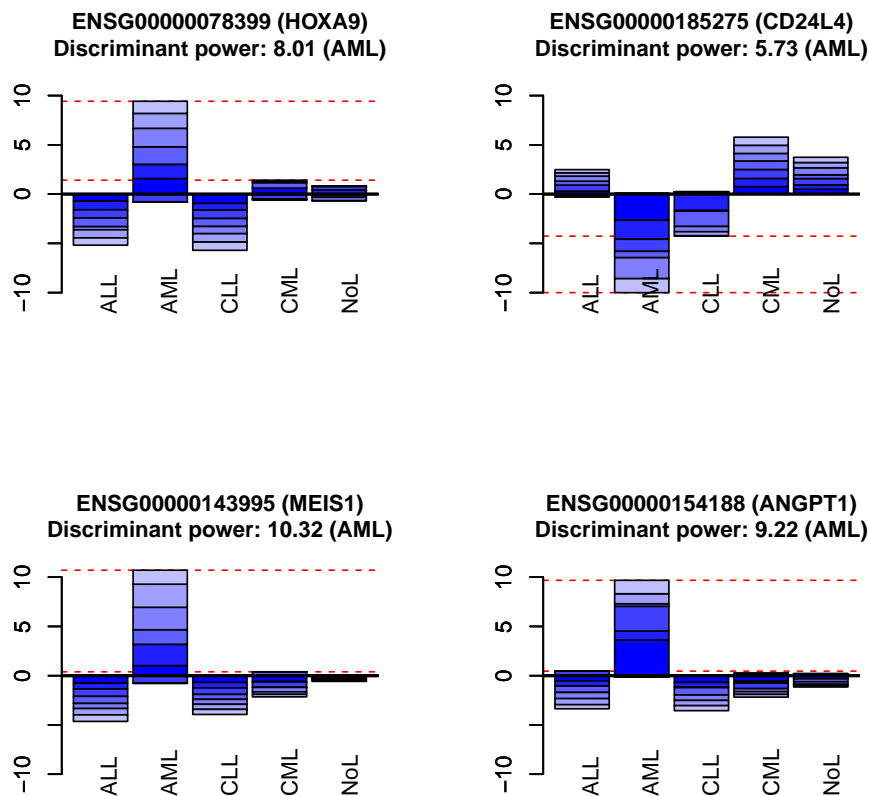 ENSG00000078399 (HOXA9)
Discriminant power: 8.01 (AML)
10
5
0
−10
ALL
AML
CLL
CML
NoL
ENSG00000185275 (CD24L4)
Discriminant power: 5.73 (AML)
10
5
0
−10
ALL
AML
CLL
CML
NoL
ENSG00000143995 (MEIS1)
Discriminant power: 10.32 (AML)
10
5
0
−10
ALL
AML
CLL
CML
NoL
ENSG00000154188 (ANGPT1)
Discriminant power: 9.22 (AML)
10
5
0
−10
ALL
AML
CLL
CML
NoL